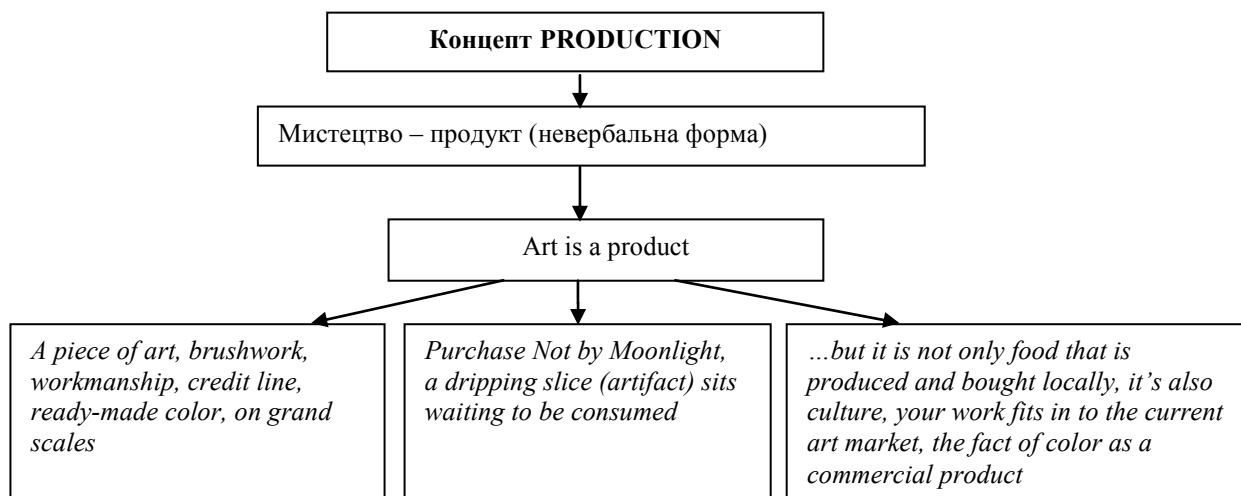 Концепт PRODUCTION
Мистецтво – продукт (невербальна форма)
Art is a product
A piece of art, brushwork,
workmanship, credit line,
ready-made color, on grand
scales
Purchase Not by Moonlight,
a dripping slice (artifact) sits
waiting to be consumed
…but it is not only food that is
produced and bought locally, it’s also
culture, your work fits in to the current
art market, the fact of color as a
commercial product